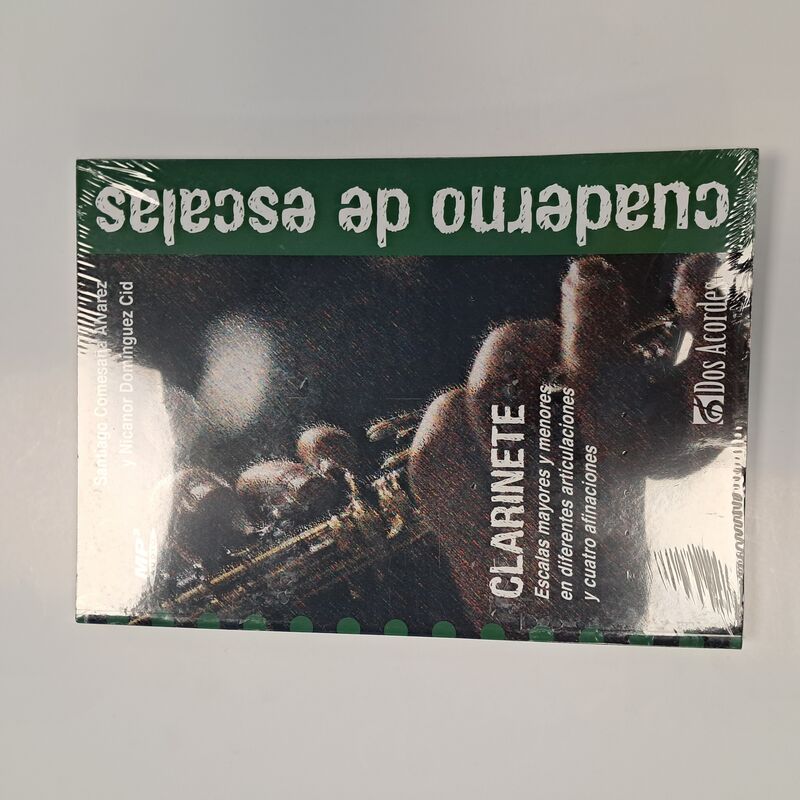 cuaderno de escalas
Santiago Comesaña Álvarez
y Nicanor Domínguez Cid
MP3
CLARINETE
Escalas mayores y menores
en diferentes articulaciones
y cuatro afinaciones
Dos Acordes